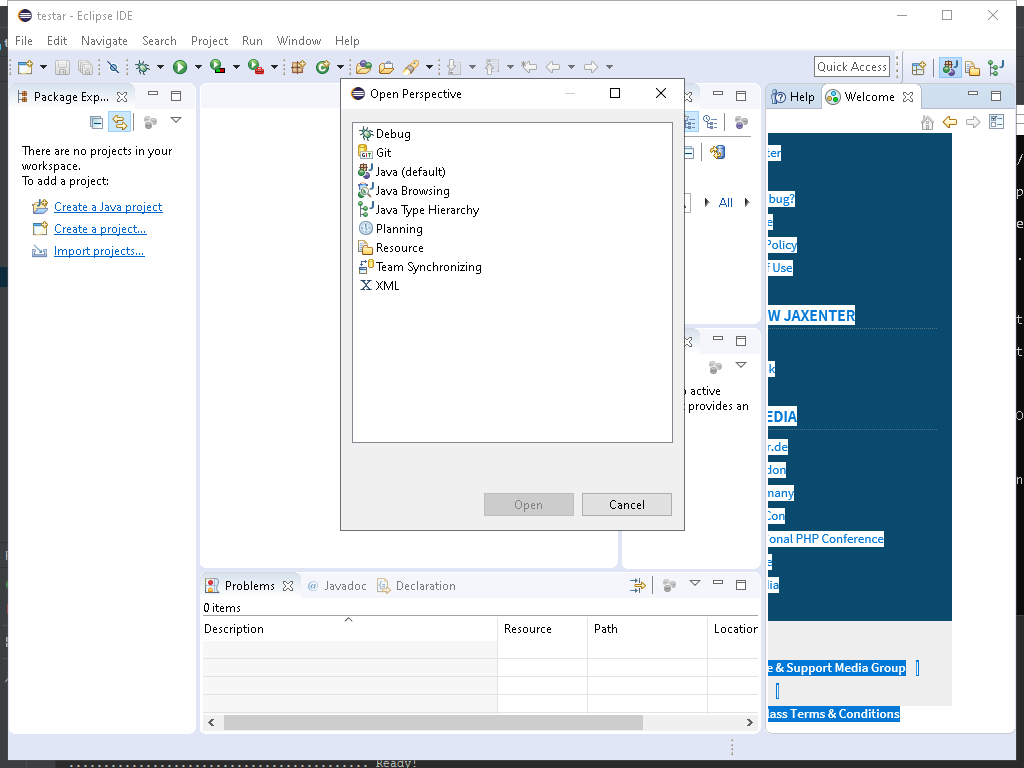 testar - Eclipse IDE
File Edit Navigate Search Project Run Window Help
Quick Access
Package Exp...
There are no projects in your
workspace.
To add a project:
Create a Java project
Create a project...
Import projects...
Open Perspective
Debug
Git
Java (default)
Java Browsing
Java Type Hierarchy
Planning
Resource
Team Synchronizing
XML
Open Cancel
All
active
provides an
Help Welcome
bug?
Policy
f Use
W JAXENTER
EDIA
r.de
don
many
Con
onal PHP Conference
e & Support Media Group
lass Terms & Conditions
Problems @ Javadoc Declaration
0 items
Description Resource Path Location
Ready!